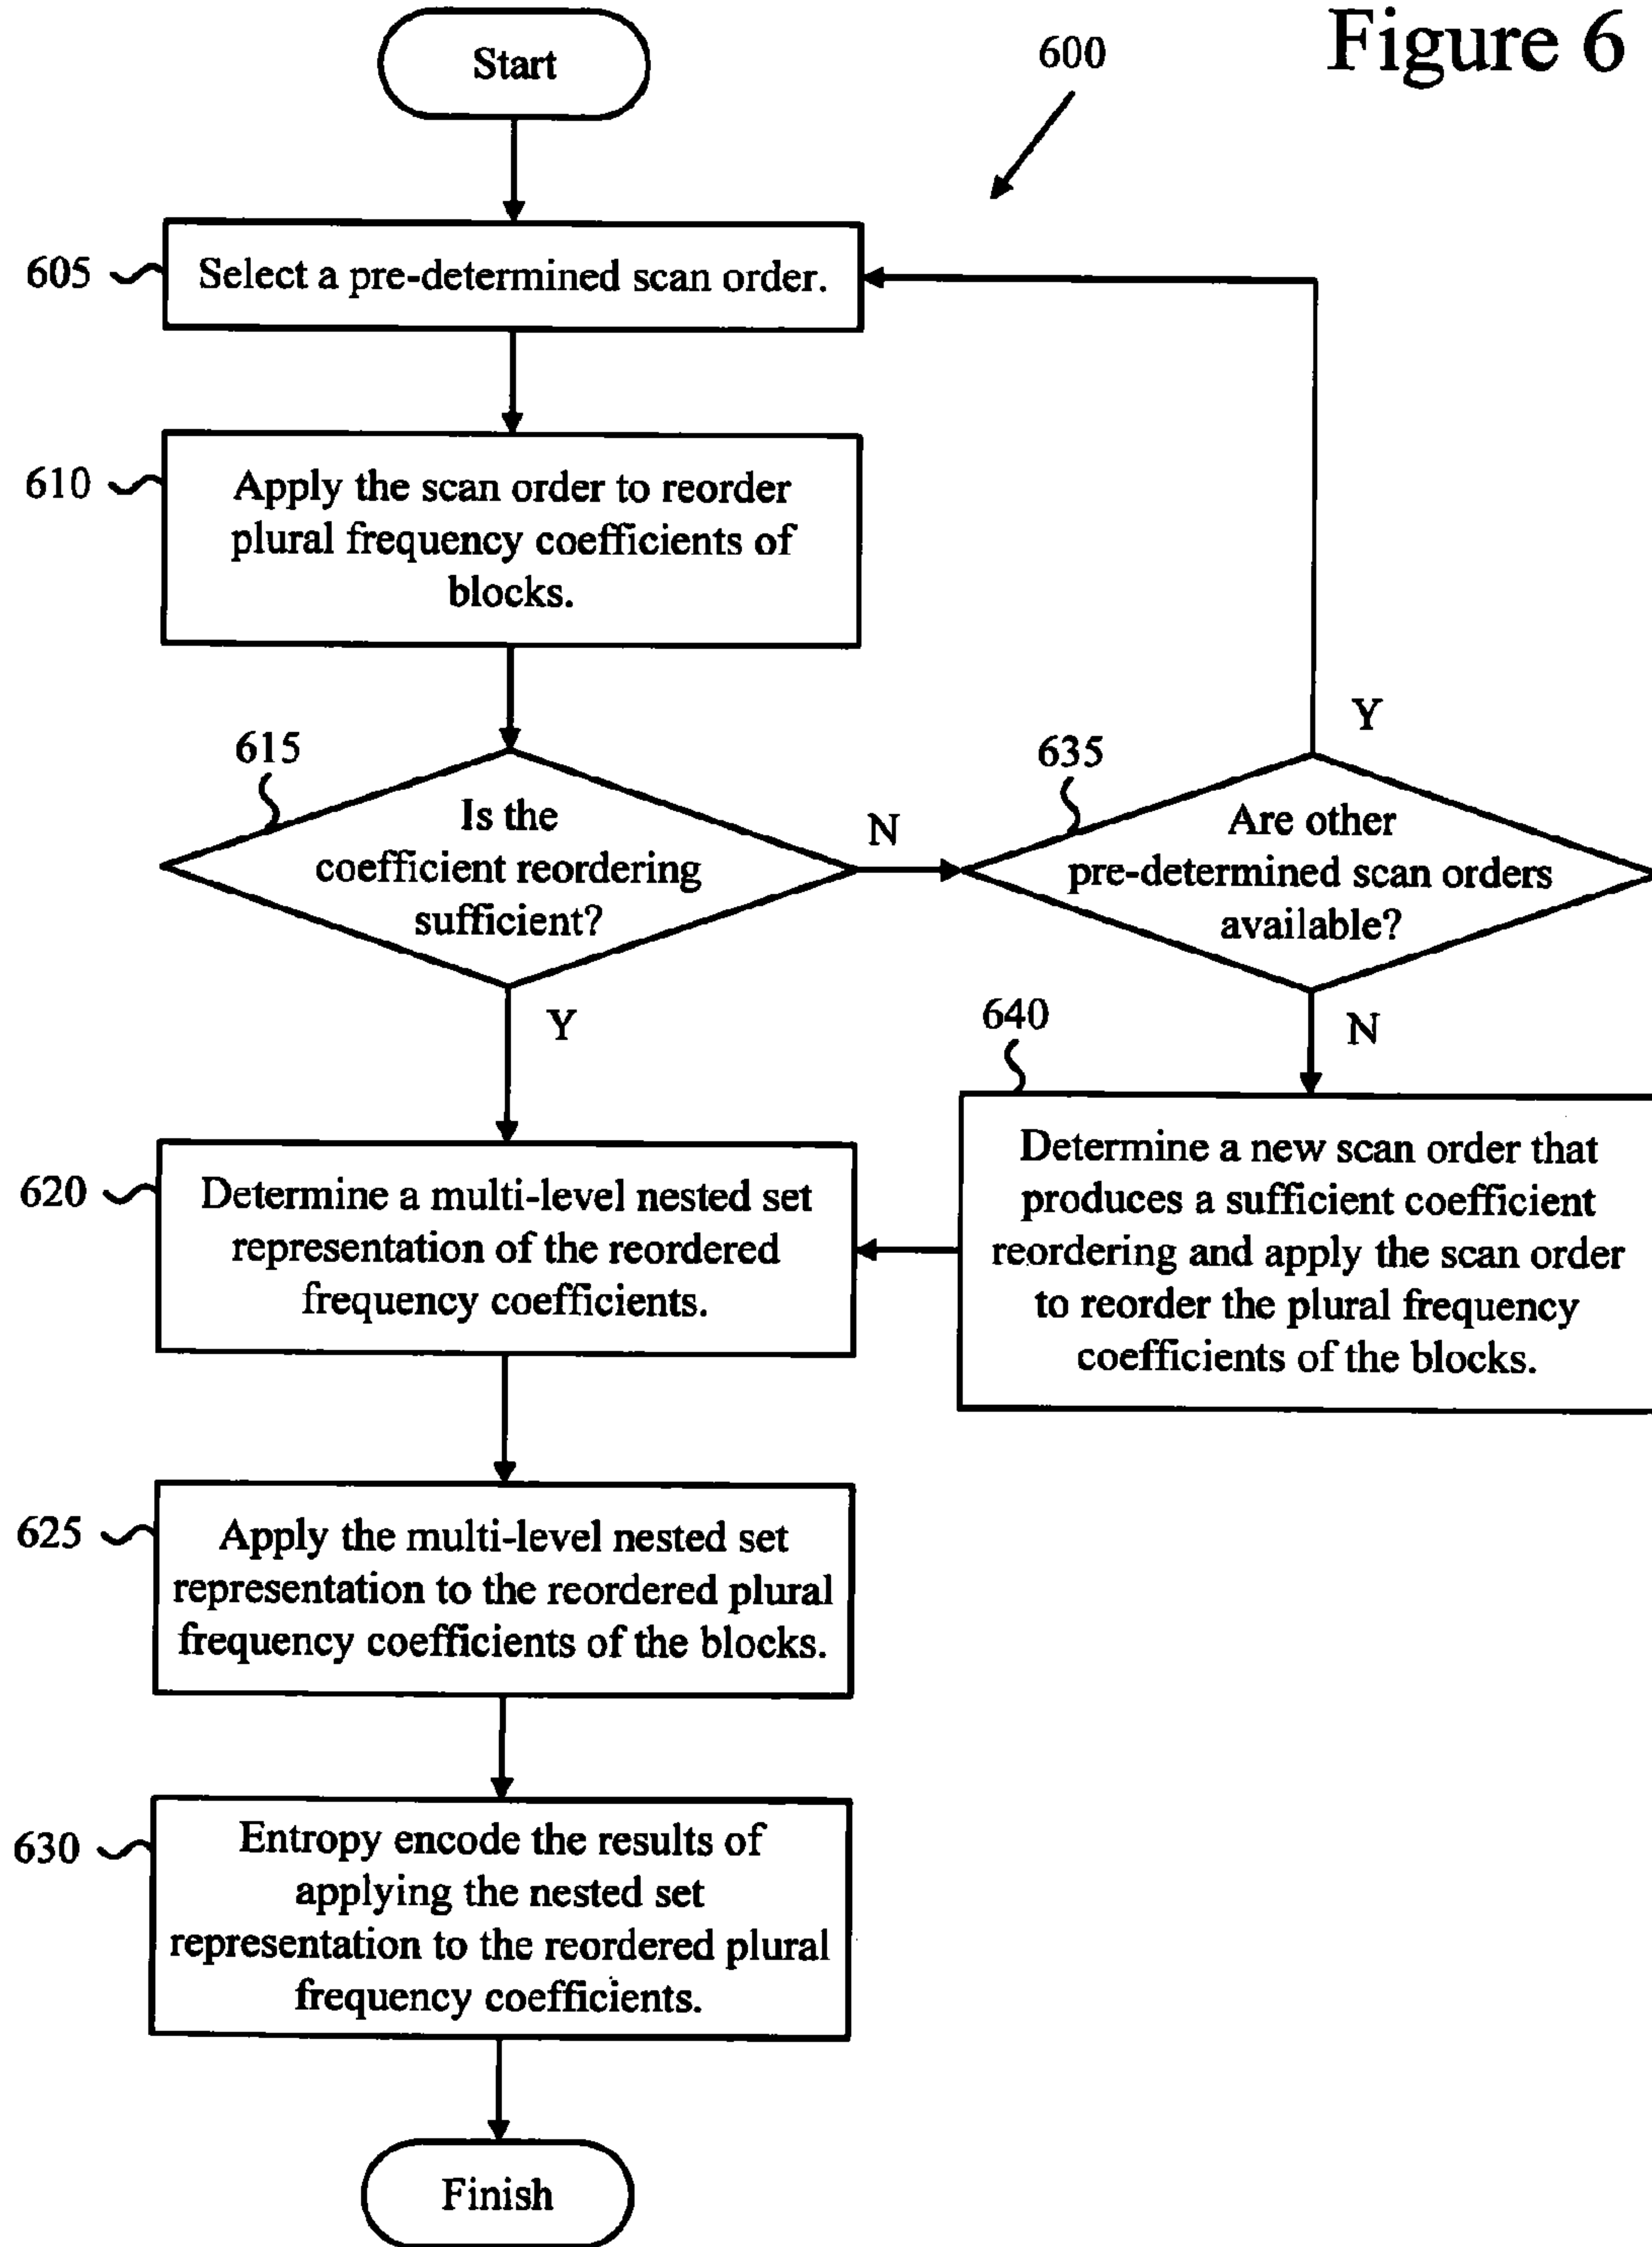 Figure 6
600
Start
605
Select a pre-determined scan order.
610
Apply the scan order to reorder
plural frequency coefficients of
blocks.
615
Is the
coefficient reordering
sufficient?
N
Y
635
Are other
pre-determined scan orders
available?
Y
N
640
Determine a new scan order that
produces a sufficient coefficient
reordering and apply the scan order
to reorder the plural frequency
coefficients of the blocks.
620
Determine a multi-level nested set
representation of the reordered
frequency coefficients.
625
Apply the multi-level nested set
representation to the reordered plural
frequency coefficients of the blocks.
630
Entropy encode the results of
applying the nested set
representation to the reordered plural
frequency coefficients.
Finish